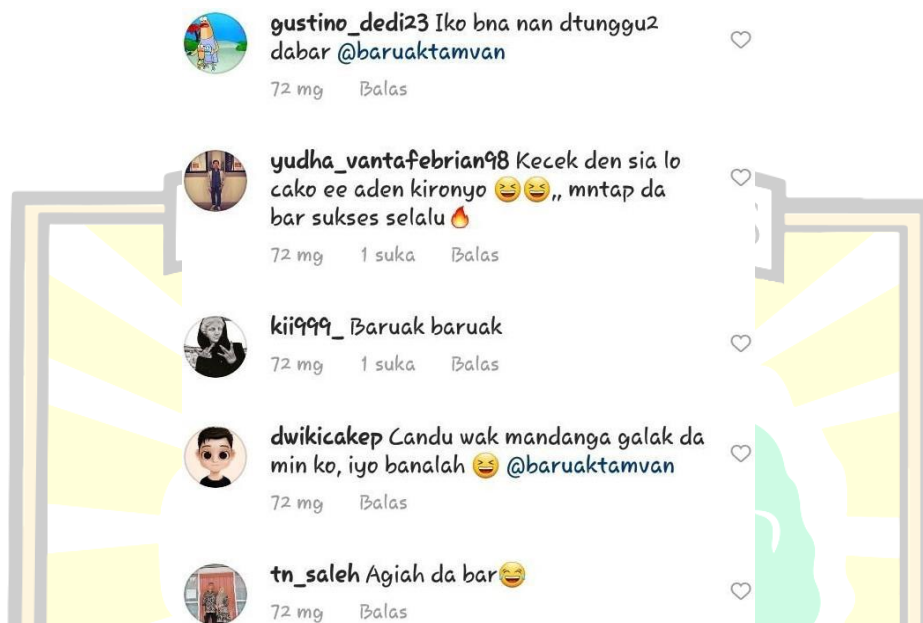 gustino_dedi23 Iko bna nan dtunggu2
dabar @baruaktamvan
72 mg Balas
yudha_vantafebrian98 Kecek den sia lo
cako ee aden kironyo 😆😆,, mntap da
bar sukses selalu🔥
72 mg 1 suka Balas
kii999_ Baruak baruak
72 mg 1 suka Balas
dwikicakep Candu wak mandanga galak da
min ko, iyo banalah 😆 @baruaktamvan
72 mg Balas
tn_saleh Agiah da bar😂
72 mg Balas